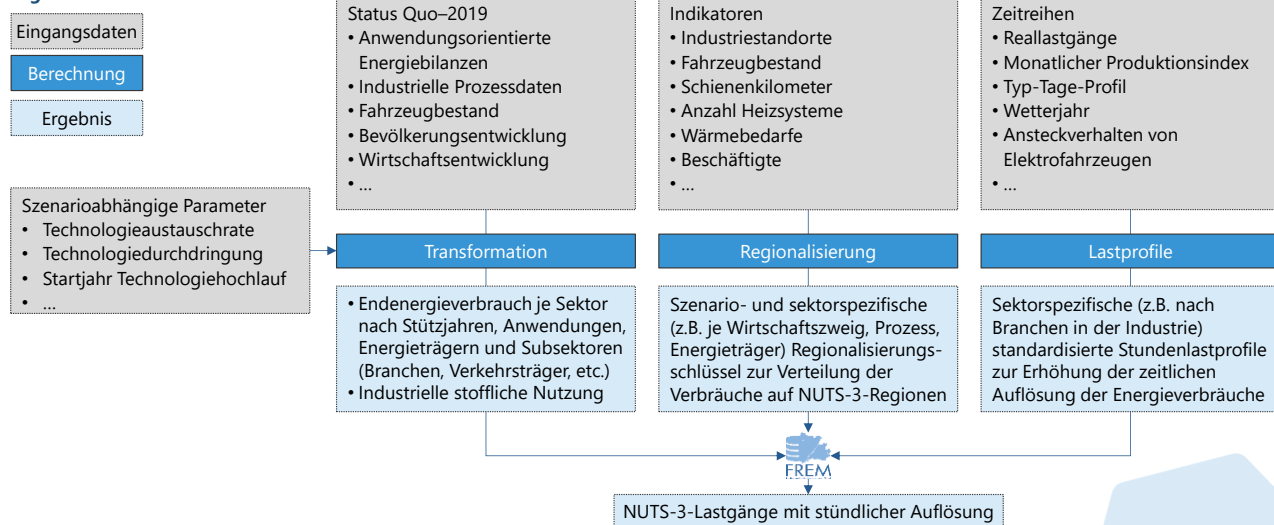 Eingangsdaten
Berechnung
Ergebnis
Szenarioabhängige Parameter
• Technologieaustauschrate
• Technologiedurchdringung
• Startjahr Technologiehochlauf
• ...
Status Quo–2019
• Anwendungsorientierte
Energiebilanzen
• Industrielle Prozessdaten
• Fahrzeugbestand
• Bevölkerungsentwicklung
• Wirtschaftsentwicklung
• ...
Transformation
• Endenergieverbrauch je Sektor
nach Stützjahren, Anwendungen,
Energieträgern und Subsektoren
(Branchen, Verkehrsträger, etc.)
• Industrielle stoffliche Nutzung
Indikatoren
• Industriestandorte
• Fahrzeugbestand
• Schienenkilometer
• Anzahl Heizsysteme
• Wärmebedarfe
• Beschäftigte
• ...
Regionalisierung
Szenario- und sektorspezifische
(z.B. je Wirtschaftszweig, Prozess,
Energieträger) Regionalisierungs-
schlüssel zur Verteilung der
Verbräuche auf NUTS-3-Regionen
Zeitreihen
• Reallastgänge
• Monatlicher Produktionsindex
• Typ-Tage-Profil
• Wetterjahr
• Ansteckverhalten von
Elektrofahrzeugen
• ...
Lastprofile
Sektorspezifische (z.B. nach
Branchen in der Industrie)
standardisierte Stundenlastprofile
zur Erhöhung der zeitlichen
Auflösung der Energieverbräuche
FREM
NUTS-3-Lastgänge mit stündlicher Auflösung